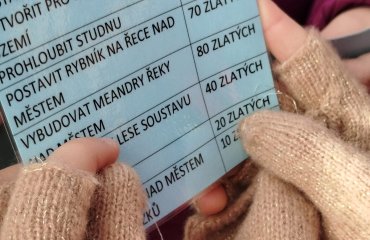 TVOŘIT PRO
ZEMÍ
70 ZLATÝCH
PROHLOUBIT STUDNU
POSTAVIT RYBNÍK NA ŘECE NAD
MĚSTEM
80 ZLATÝCH
VYBUDOVAT MEANDRY ŘEKY
MĚSTEM
40 ZLATÝCH
LESE SOUSTAVU
20 ZLATÝCH
NAD MĚSTEM
10